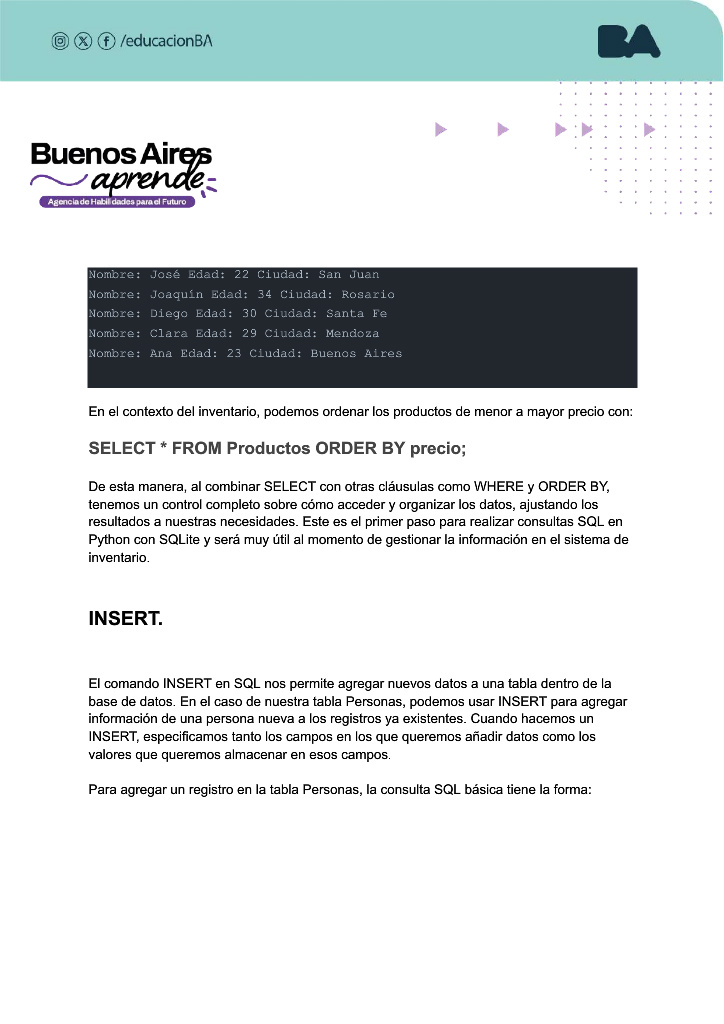 /educacionBA
BA
Buenos Aires
aprende
Agencia de Habilidades para el Futuro
Nombre: José Edad: 22 Ciudad: San Juan
Nombre: Joaquín Edad: 34 Ciudad: Rosario
Nombre: Diego Edad: 30 Ciudad: Santa Fe
Nombre: Clara Edad: 29 Ciudad: Mendoza
Nombre: Ana Edad: 23 Ciudad: Buenos Aires
En el contexto del inventario, podemos ordenar los productos de menor a mayor precio con:
SELECT * FROM Productos ORDER BY precio;
De esta manera, al combinar SELECT con otras cláusulas como WHERE y ORDER BY,
tenemos un control completo sobre cómo acceder y organizar los datos, ajustando los
resultados a nuestras necesidades. Este es el primer paso para realizar consultas SQL en
Python con SQLite y será muy útil al momento de gestionar la información en el sistema de
inventario.
INSERT.
El comando INSERT en SQL nos permite agregar nuevos datos a una tabla dentro de la
base de datos. En el caso de nuestra tabla Personas, podemos usar INSERT para agregar
información de una persona nueva a los registros ya existentes. Cuando hacemos un
INSERT, especificamos tanto los campos en los que queremos añadir datos como los
valores que queremos almacenar en esos campos.
Para agregar un registro en la tabla Personas, la consulta SQL básica tiene la forma: